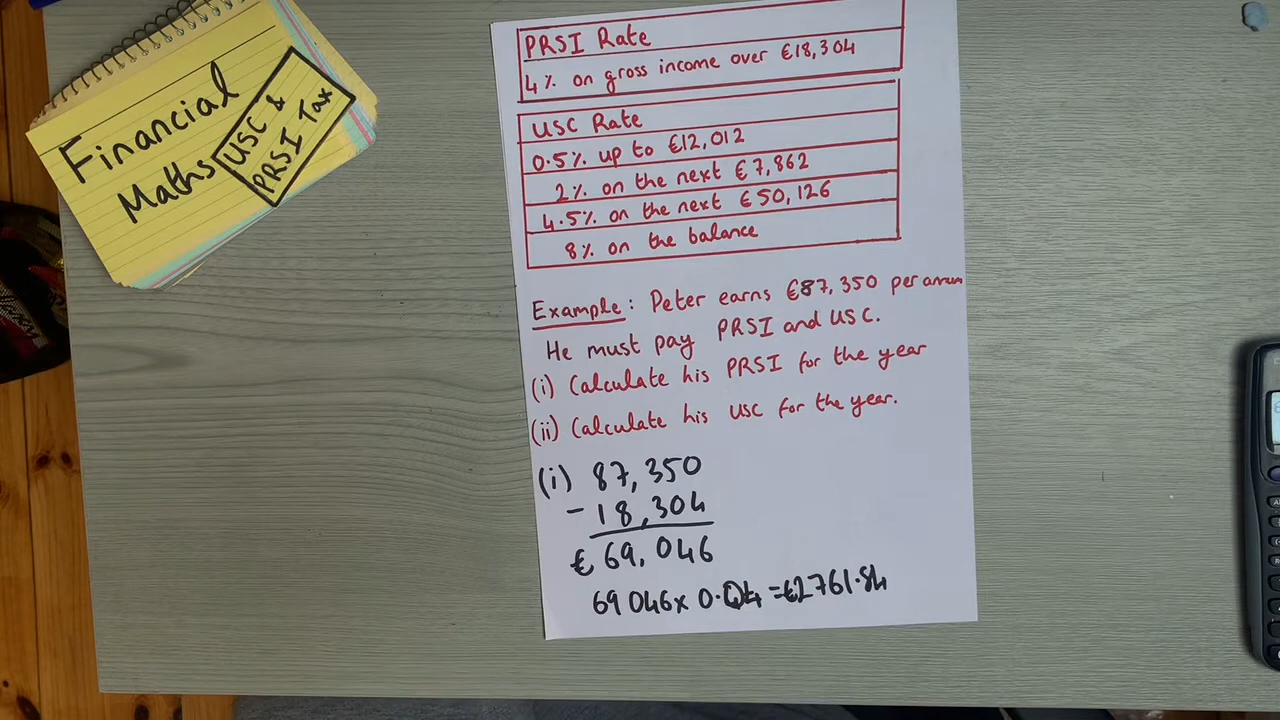 Financial
Maths
USC &
PRSI Tax
PRSI Rate
4% on gross income over €18,304
USC Rate
0.5% up to €12,012
2% on the next €7,862
4.5% on the next €50,126
8% on the balance
Example: Peter earns €87,350 per annum
He must pay PRSI and USC.
(i) Calculate his PRSI for the year
(ii) Calculate his USC for the year.
(i) 87,350
- 18,304
€69,046
69046 x 0.04 = €2761.84